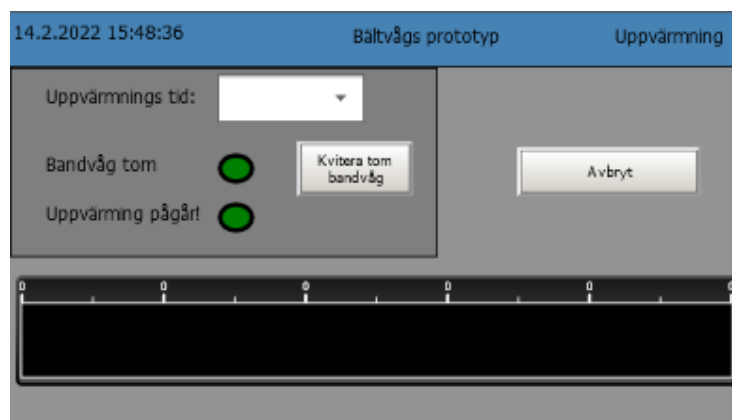 14.2.2022 15:48:36 Bältvågs prototyp Uppvärmning
Uppvärmnings tid:
Bandvåg tom
Kvitera tom
bandvåg
Avbryt
Uppvärming pågår!
0 0 0 0 0 0